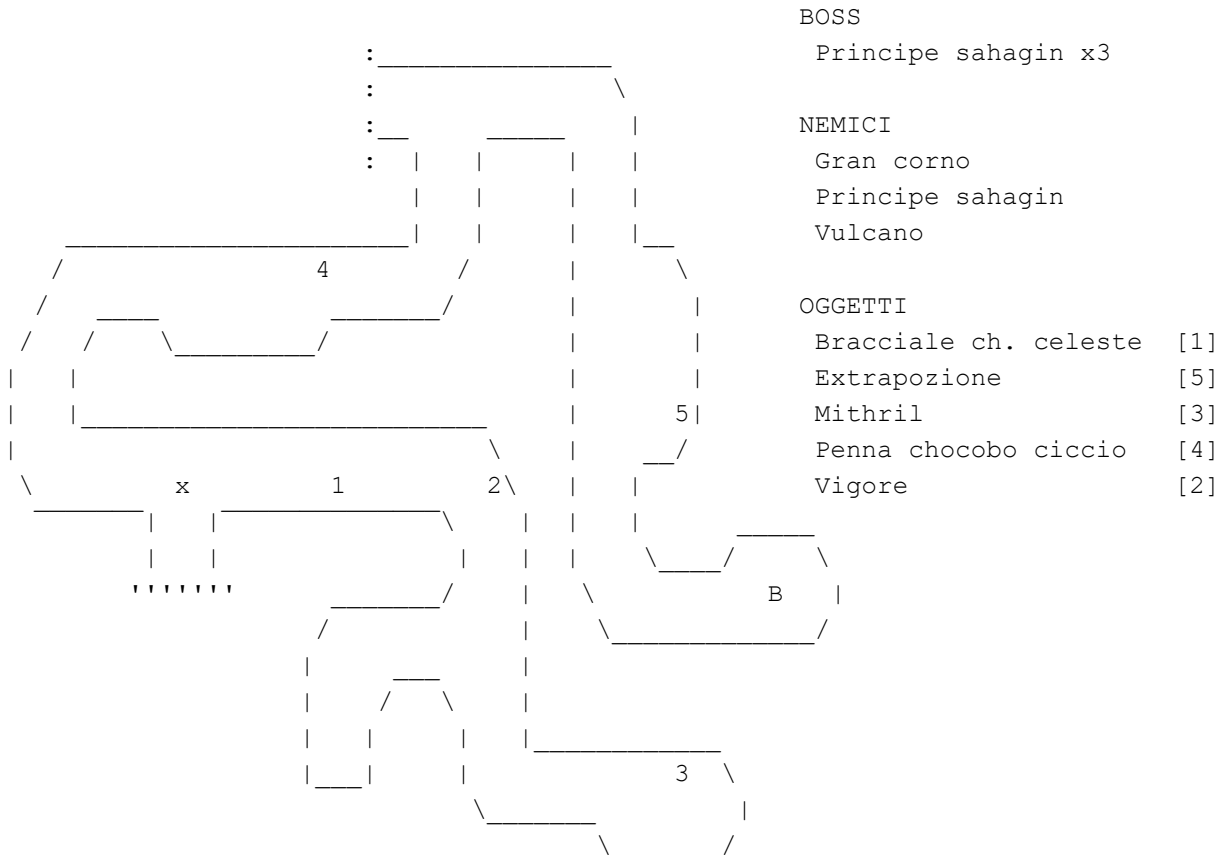 BOSS
Principe sahagin x3
NEMICI
Gran corno
Principe sahagin
Vulcano
4
OGGETTI
Bracciale ch. celeste [1]
Extrapozione [5]
5 Mithril [3]
Penna chocobo ciccio [4]
x 1 2 Vigore [2]
B
3